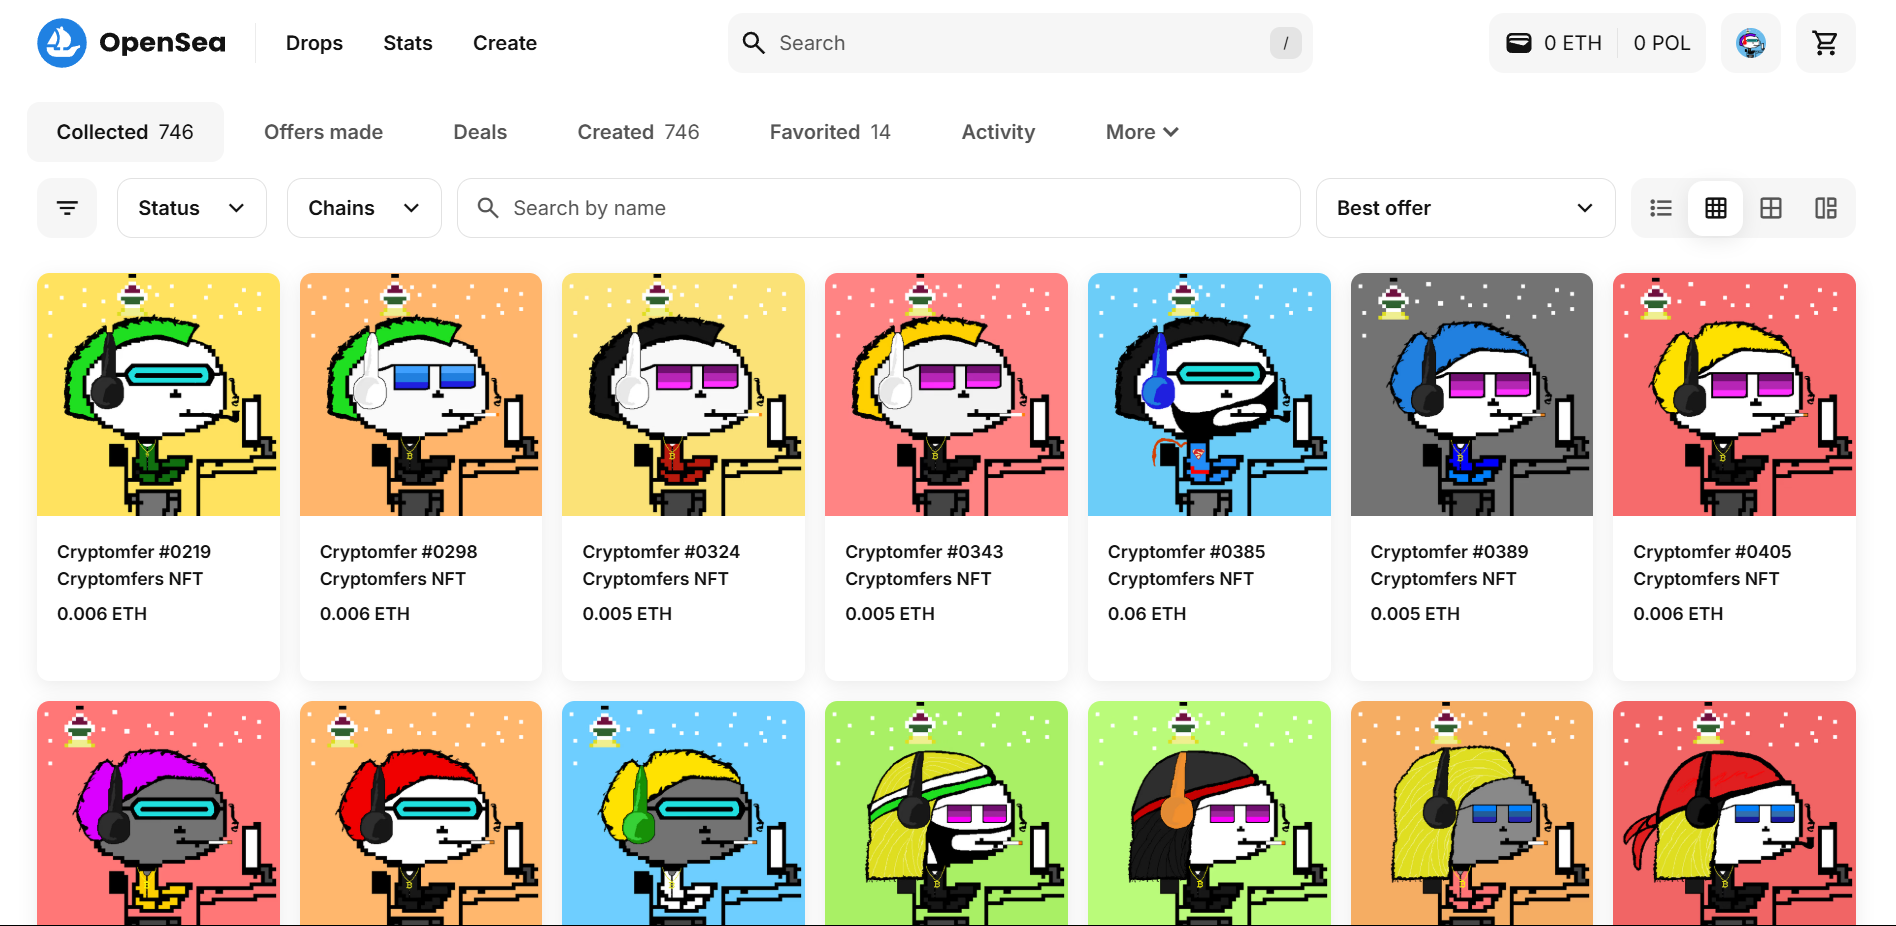 OpenSea Drops Stats Create Search / 0 ETH 0 POL
Collected 746 Offers made Deals Created 746 Favorited 14 Activity More
Status Chains Search by name Best offer
Cryptomfer #0219
Cryptomfers NFT
0.006 ETH
Cryptomfer #0298
Cryptomfers NFT
0.006 ETH
Cryptomfer #0324
Cryptomfers NFT
0.005 ETH
Cryptomfer #0343
Cryptomfers NFT
0.005 ETH
Cryptomfer #0385
Cryptomfers NFT
0.06 ETH
Cryptomfer #0389
Cryptomfers NFT
0.005 ETH
Cryptomfer #0405
Cryptomfers NFT
0.006 ETH